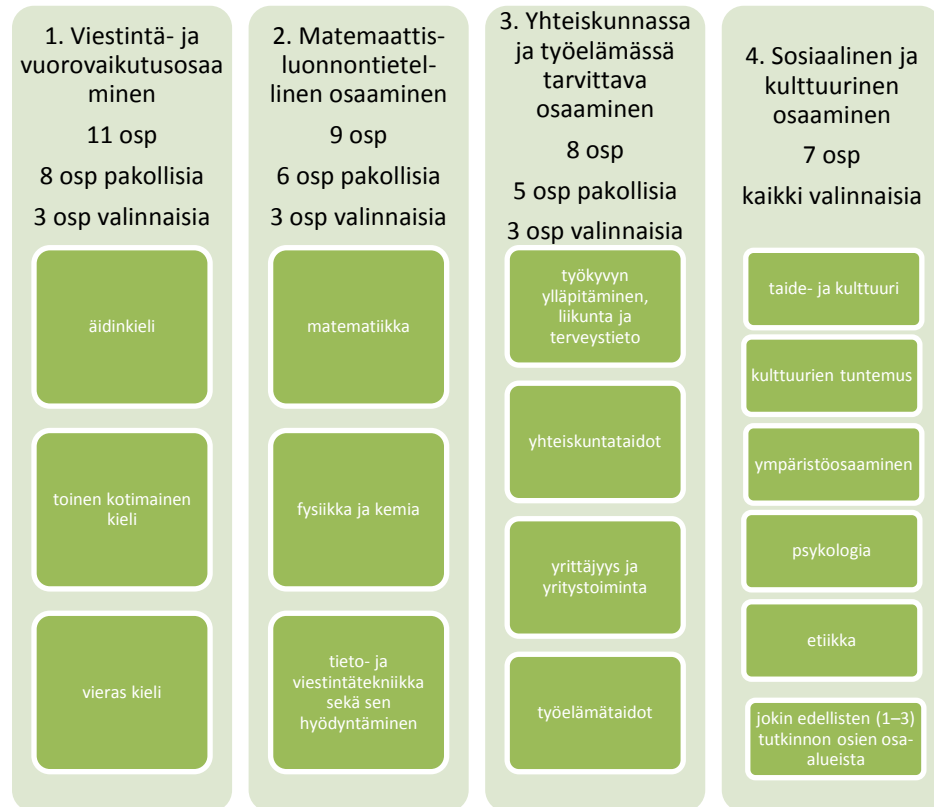 1. Viestintä- ja
vuorovaikutusosaa
minen
11 osp
8 osp pakollisia
3 osp valinnaisia
äidinkieli
toinen kotimainen
kieli
vieras kieli
2. Matemaattis-
luonnontietel-
linen osaaminen
9 osp
6 osp pakollisia
3 osp valinnaisia
matematiikka
fysiikka ja kemia
tieto- ja
viestintätekniikka
sekä sen
hyödyntäminen
3. Yhteiskunnassa
ja työelämässä
tarvittava
osaaminen
8 osp
5 osp pakollisia
3 osp valinnaisia
työkyvyn
ylläpitäminen,
liikunta ja
terveystieto
yhteiskuntataidot
yrittäjyys ja
yritystoiminta
työelämätaidot
4. Sosiaalinen ja
kulttuurinen
osaaminen
7 osp
kaikki valinnaisia
taide- ja kulttuuri
kulttuurien tuntemus
ympäristöosaaminen
psykologia
etiikka
jokin edellisten (1–3)
tutkinnon osien osa-
alueista